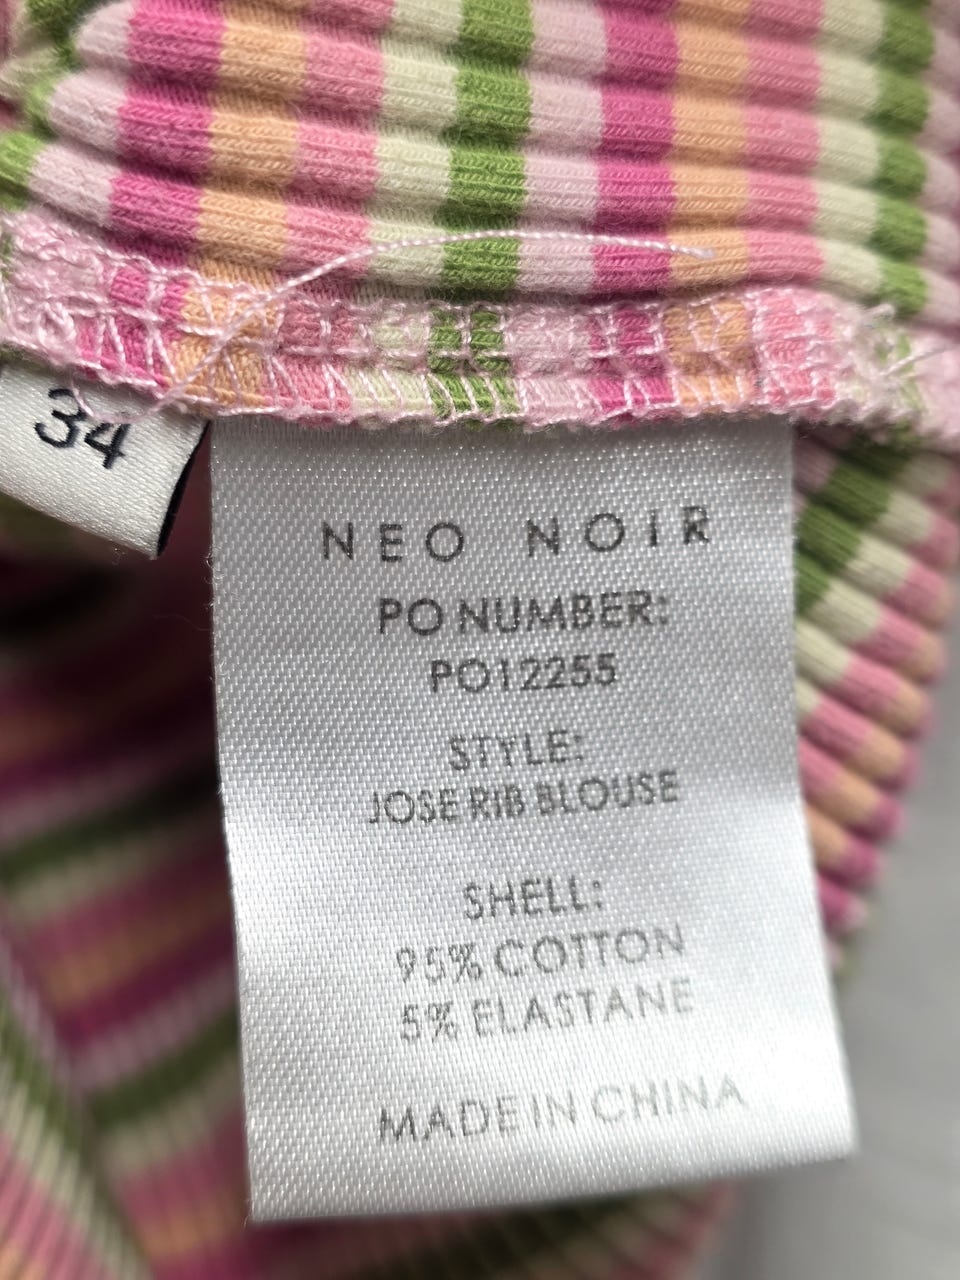 34
NEO NOIR
PO NUMBER:
PO12255
STYLE:
JOSE RIB BLOUSE
SHELL:
95% COTTON
5% ELASTANE
MADE IN CHINA